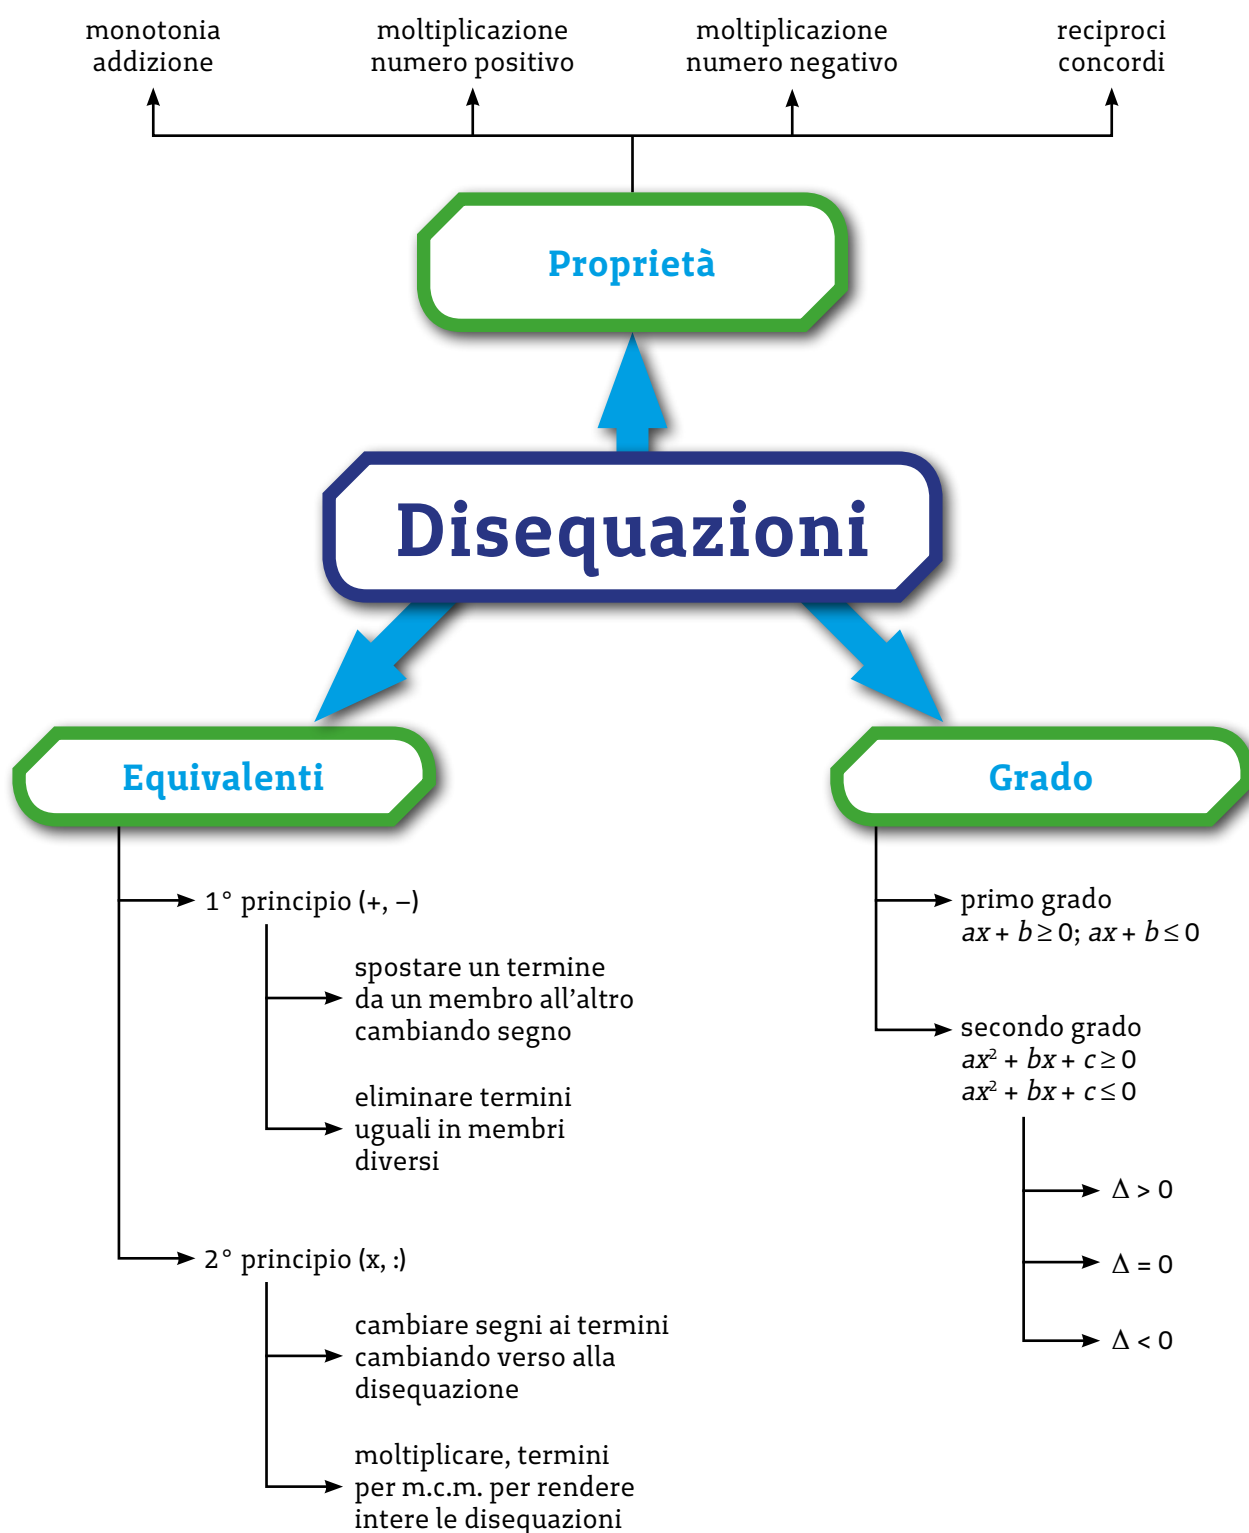 monotonia
addizione
moltiplicazione
numero positivo
moltiplicazione
numero negativo
reciproci
concordi
Proprietà
Disequazioni
Equivalenti
1° principio (+, –)
spostare un termine
da un membro all’altro
cambiando segno
eliminare termini
uguali in membri
diversi
2° principio (x, :)
cambiare segni ai termini
cambiando verso alla
disequazione
moltiplicare, termini
per m.c.m. per rendere
intere le disequazioni
Grado
primo grado
ax + b ≥ 0; ax + b ≤ 0
secondo grado
ax² + bx + c ≥ 0
ax² + bx + c ≤ 0
Δ > 0
Δ = 0
Δ < 0